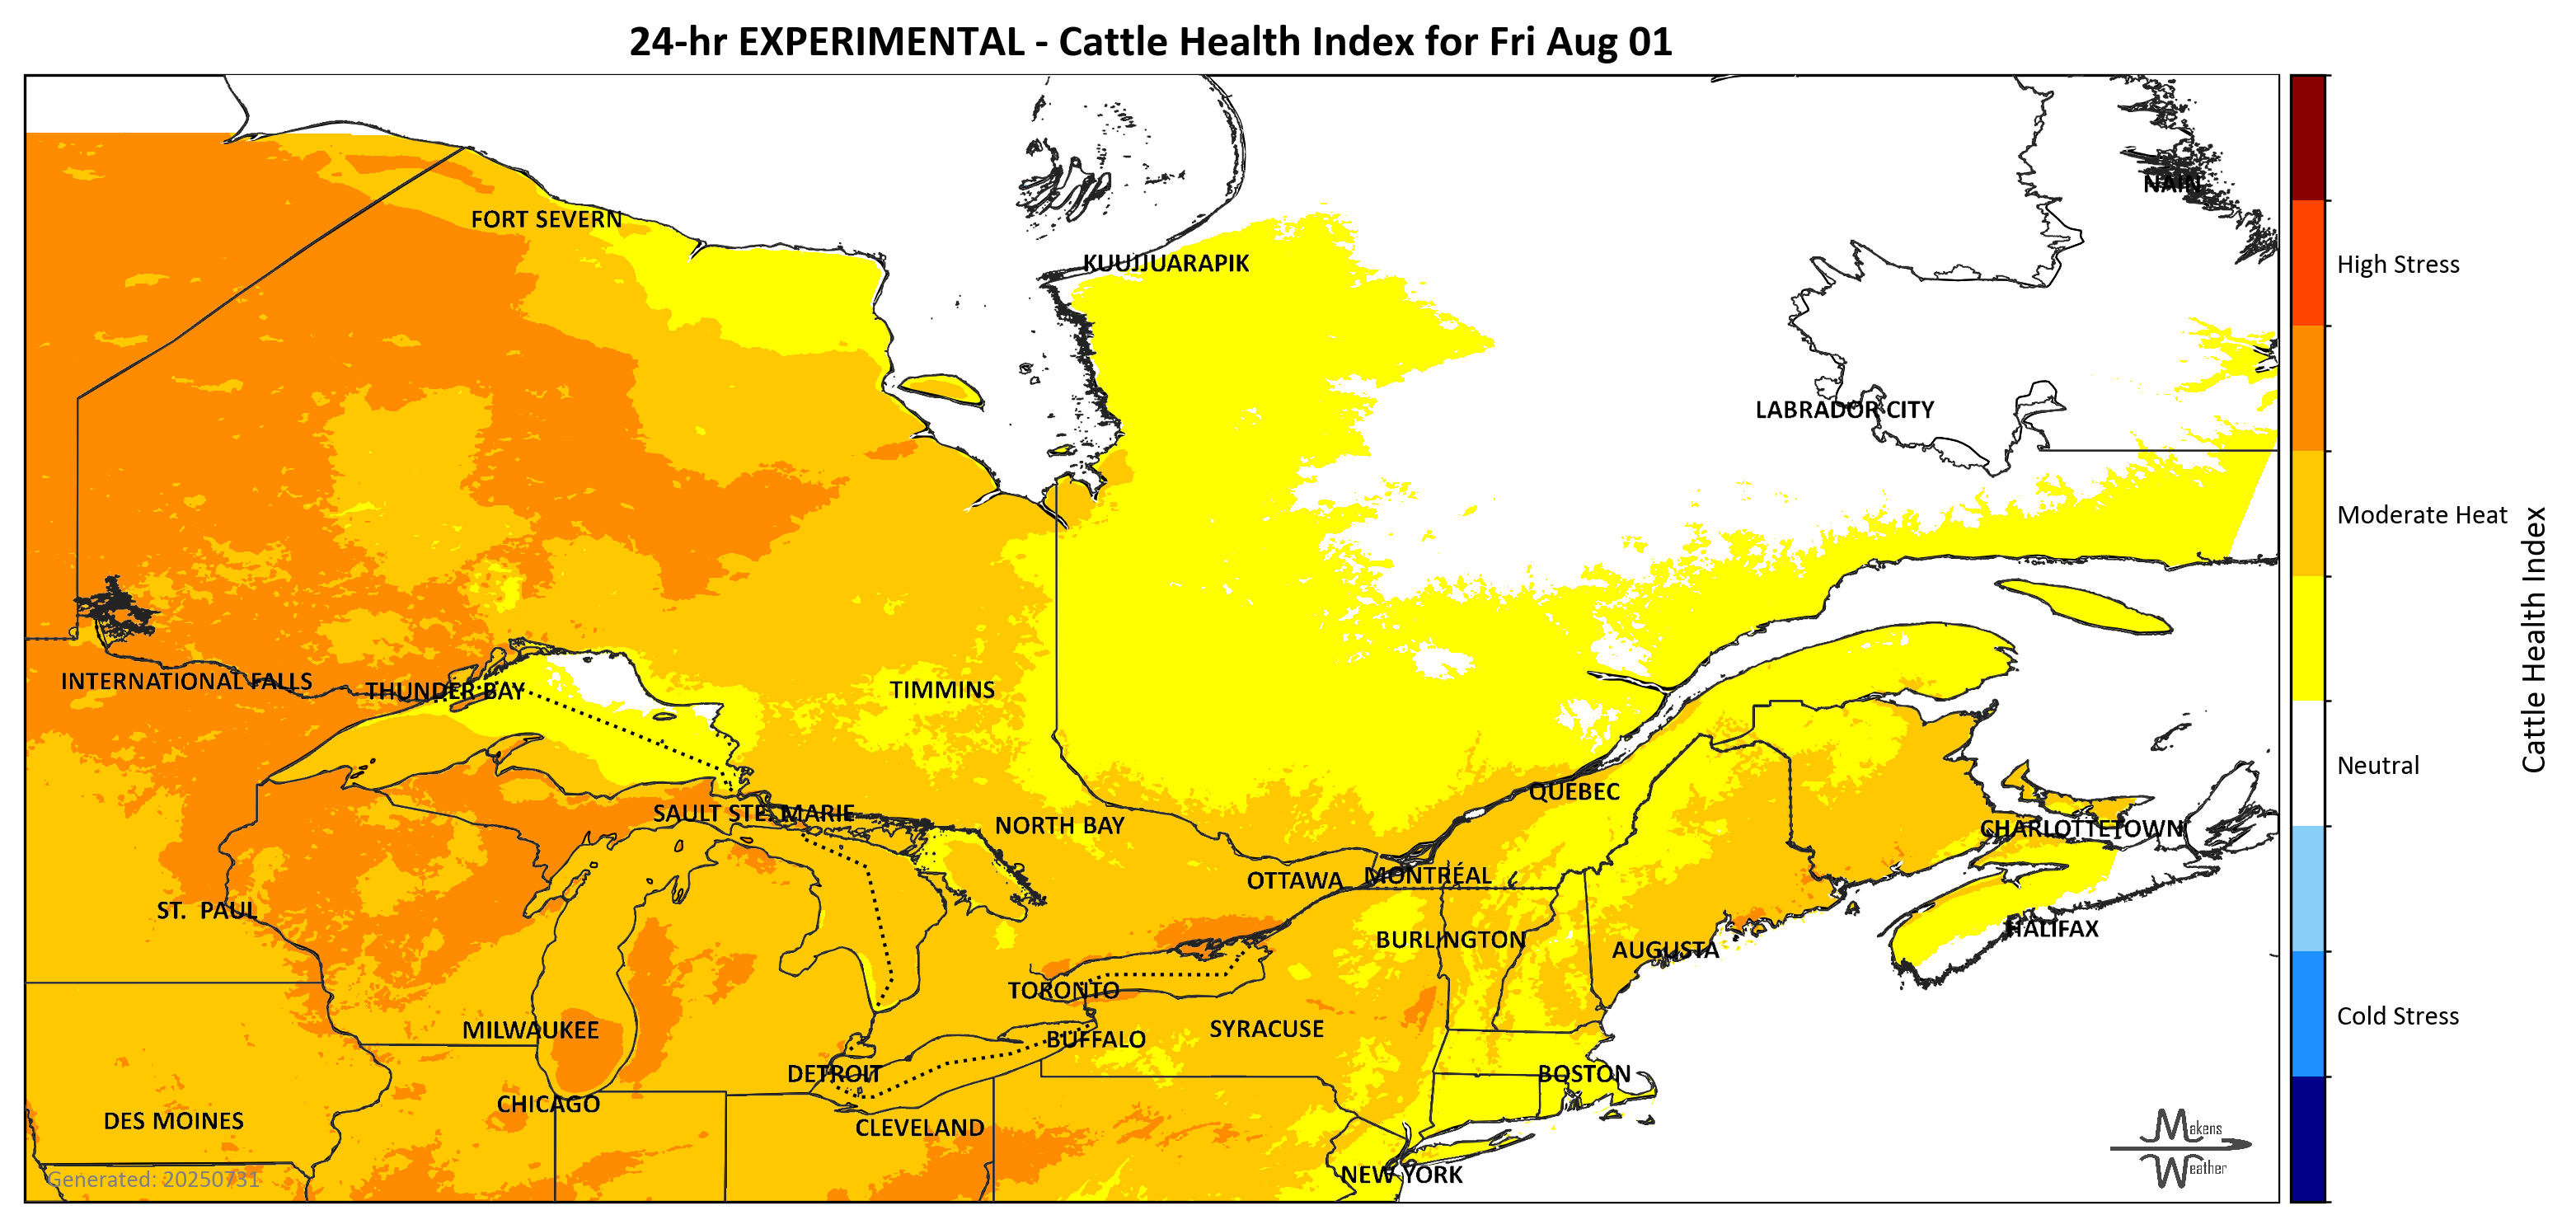 24-hr EXPERIMENTAL - Cattle Health Index for Fri Aug 01
NAIN
FORT SEVERN
KUUJJUARAPIK
High Stress
LABRADOR CITY
Moderate Heat
Cattle Health Index
INTERNATIONAL FALLS
THUNDER BAY
TIMMINS
Neutral
QUEBEC
SAULT STE. MARIE
NORTH BAY
CHARLOTTETOWN
OTTAWA
MONTRÉAL
ST. PAUL
HALIFAX
BURLINGTON
AUGUSTA
TORONTO
Cold Stress
MILWAUKEE
SYRACUSE
BUFFALO
DETROIT
BOSTON
CHICAGO
DES MOINES
CLEVELAND
Makens
Weather
NEW YORK
Generated: 20250731